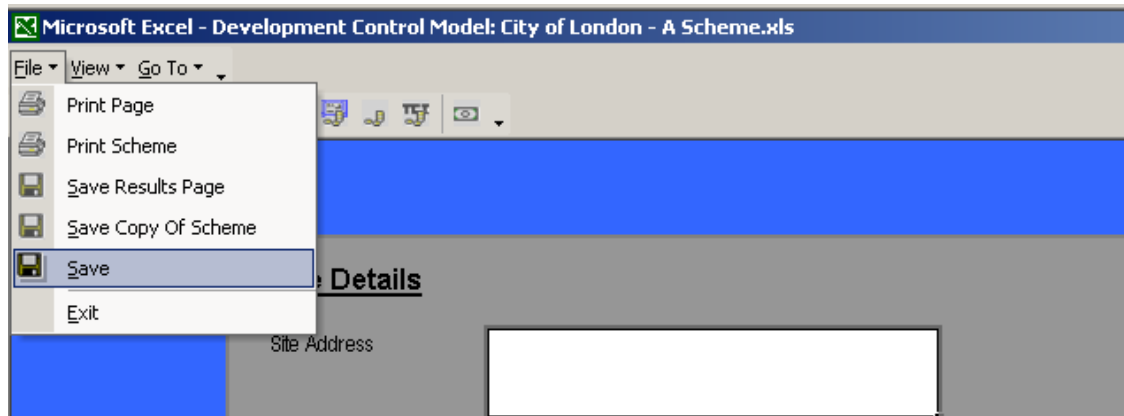 Microsoft Excel - Development Control Model: City of London - A Scheme.xls
File View Go To
Print Page
Print Scheme
Save Results Page
Save Copy Of Scheme
Save
Details
Exit
Site Address